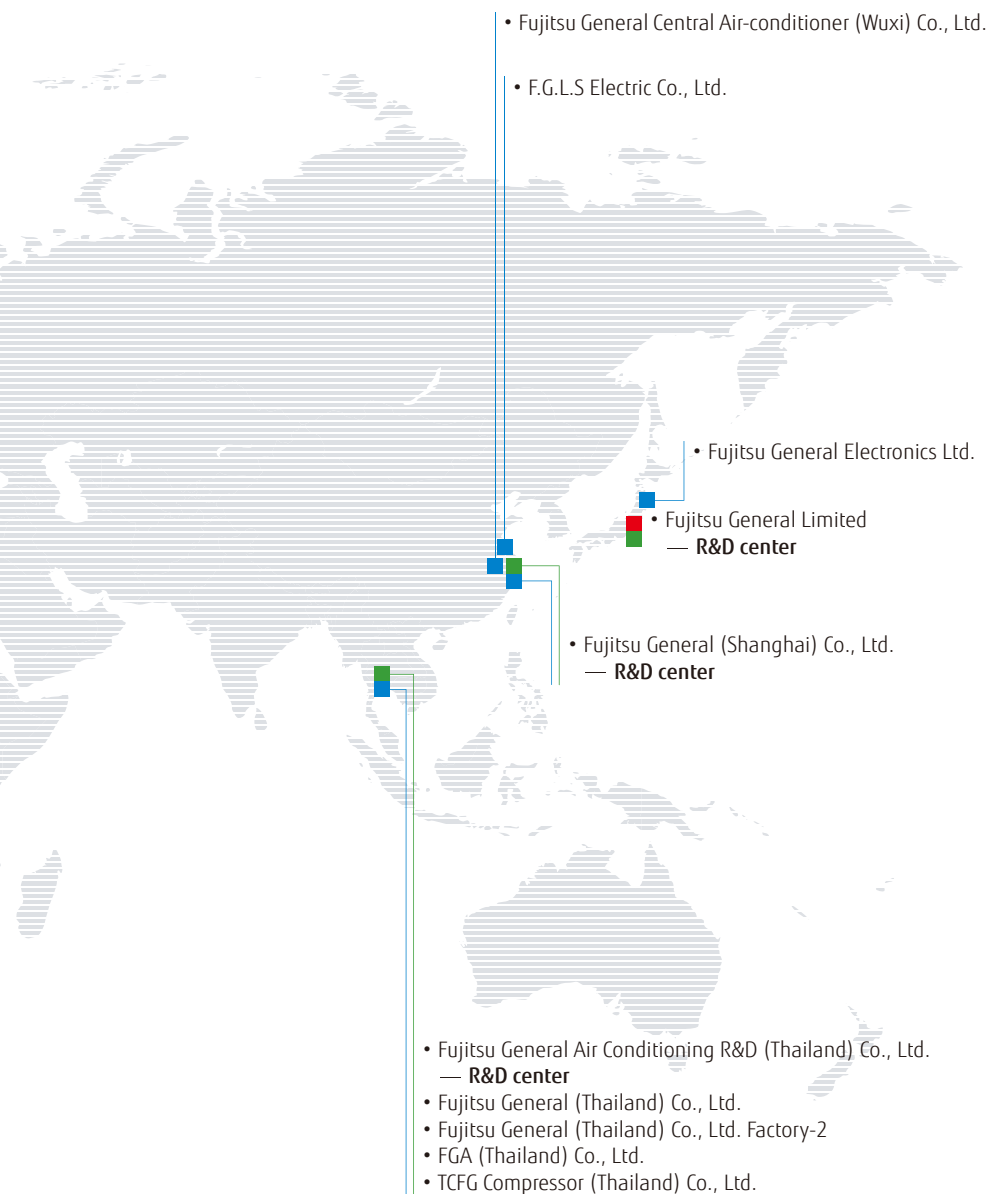 • Fujitsu General Central Air-conditioner (Wuxi) Co., Ltd.
• F.G.L.S Electric Co., Ltd.
• Fujitsu General Electronics Ltd.
• Fujitsu General Limited
— R&D center
• Fujitsu General (Shanghai) Co., Ltd.
— R&D center
• Fujitsu General Air Conditioning R&D (Thailand) Co., Ltd.
— R&D center
• Fujitsu General (Thailand) Co., Ltd.
• Fujitsu General (Thailand) Co., Ltd. Factory-2
• FGA (Thailand) Co., Ltd.
• TCFG Compressor (Thailand) Co., Ltd.